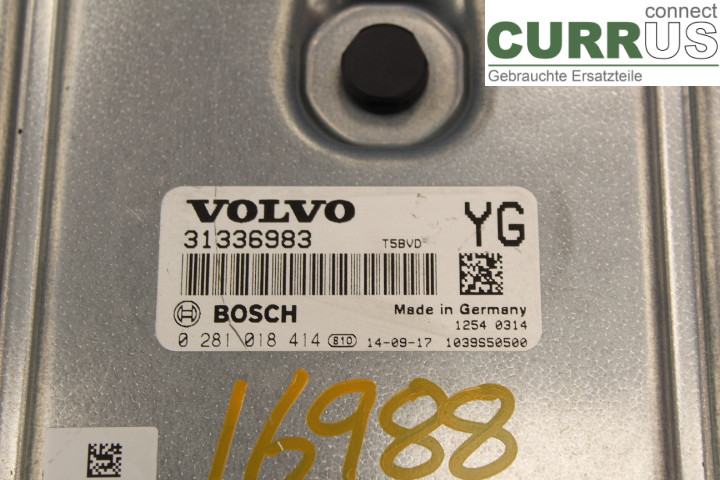 connect
CURRUS
Gebrauchte Ersatzteile
VOLVO
31336983 T5BVD
YG
BOSCH
Made in Germany
1254 0314
0 281 018 414 810 14-09-17 1039S50500
16988